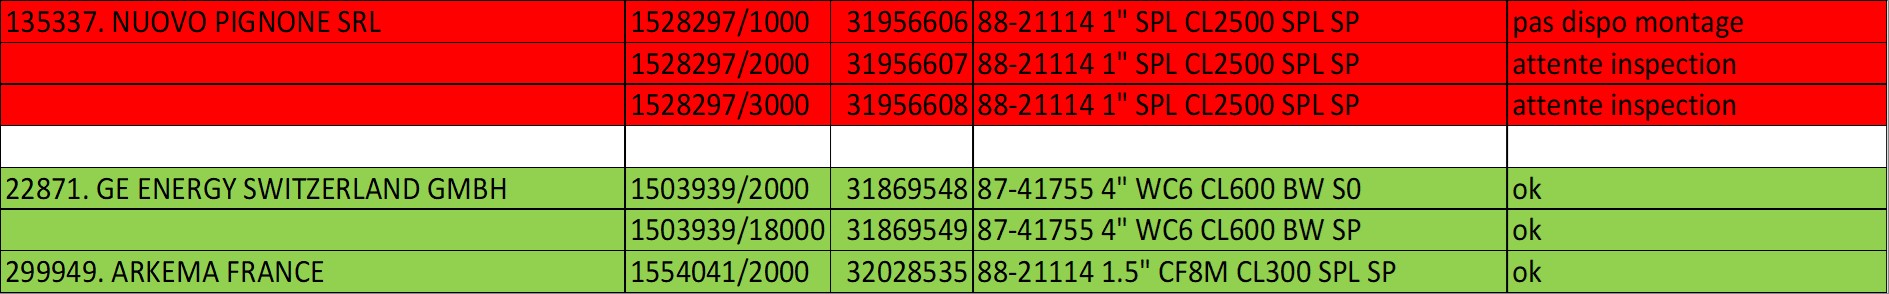 135337. NUOVO PIGNONE SRL 1528297/1000 31956606 88-21114 1" SPL CL2500 SPL SP pas dispo montage
1528297/2000 31956607 88-21114 1" SPL CL2500 SPL SP attente inspection
1528297/3000 31956608 88-21114 1" SPL CL2500 SPL SP attente inspection
22871. GE ENERGY SWITZERLAND GMBH 1503939/2000 31869548 87-41755 4" WC6 CL600 BW S0 ok
1503939/18000 31869549 87-41755 4" WC6 CL600 BW SP ok
299949. ARKEMA FRANCE 1554041/2000 32028535 88-21114 1.5" CF8M CL300 SPL SP ok